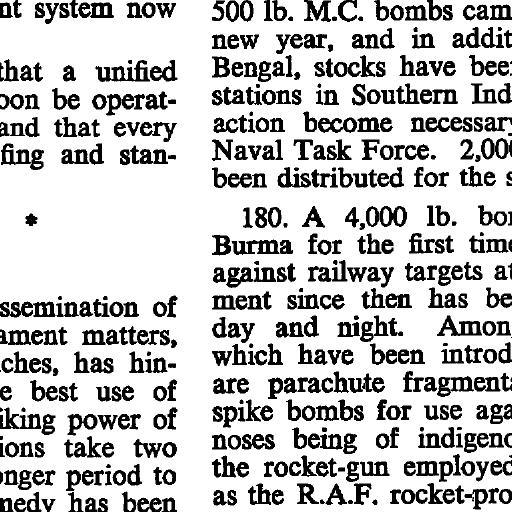 nt system now
that a unified
oon be operat-
and that every
fing and stan-
*
ssemination of
ament matters,
ches, has hin-
e best use of
iking power of
ions take two
onger period to
medy has been
500 lb. M.C. bombs cam
new year, and in addit
Bengal, stocks have bee
stations in Southern Ind
action become necessary
Naval Task Force. 2,00
been distributed for the s
180. A 4,000 lb. bo
Burma for the first time
against railway targets at
ment since then has be
day and night. Amon
which have been introd
are parachute fragmenta
spike bombs for use aga
noses being of indigeno
the rocket-gun employed
as the R.A.F. rocket-pro